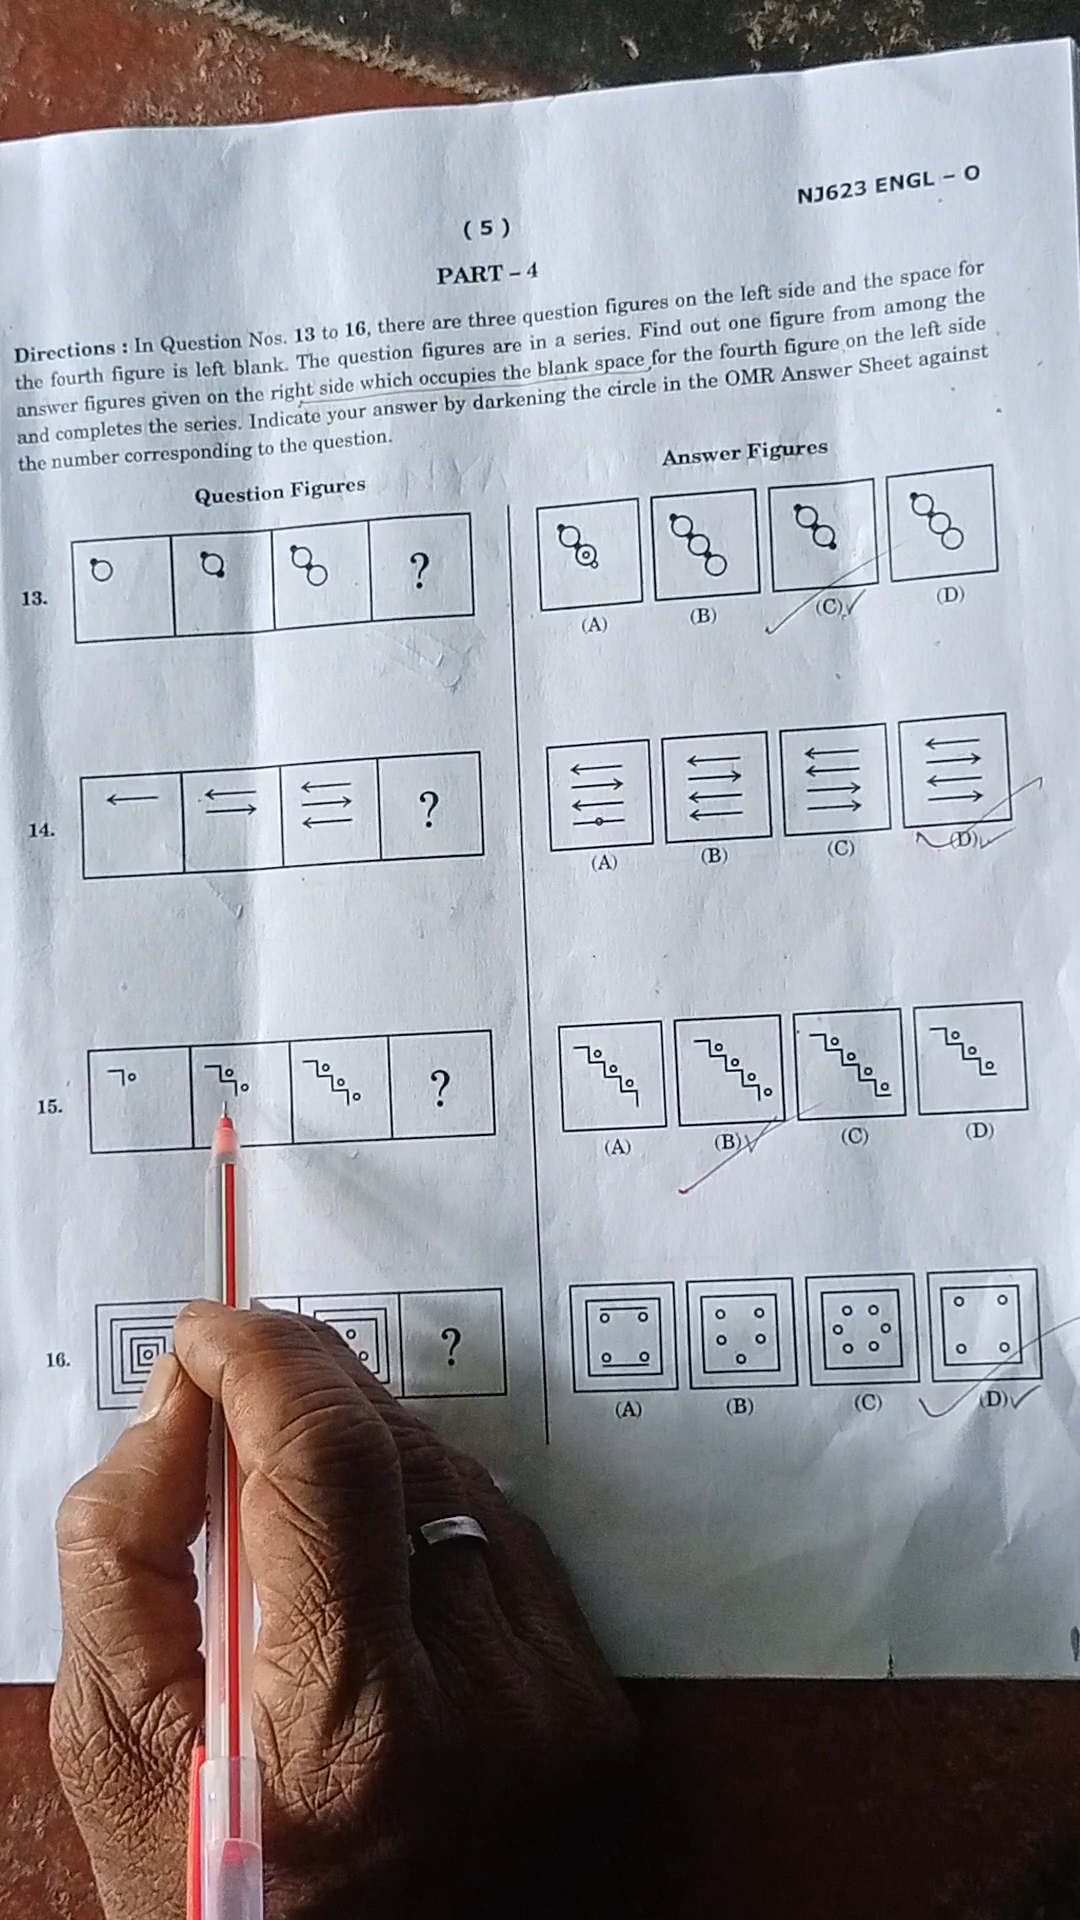 NJ623 ENGL – O
( 5 )
PART – 4
Directions : In Question Nos. 13 to 16, there are three question figures on the left side and the space for
the fourth figure is left blank. The question figures are in a series. Find out one figure from among the
answer figures given on the right side which occupies the blank space for the fourth figure on the left side
and completes the series. Indicate your answer by darkening the circle in the OMR Answer Sheet against
the number corresponding to the question.
Question Figures
Answer Figures
13.
?
(A)
(B)
(C)
(D)
14.
?
(A)
(B)
(C)
(D)
15.
?
(A)
(B)
(C)
(D)
16.
?
(A)
(B)
(C)
(D)